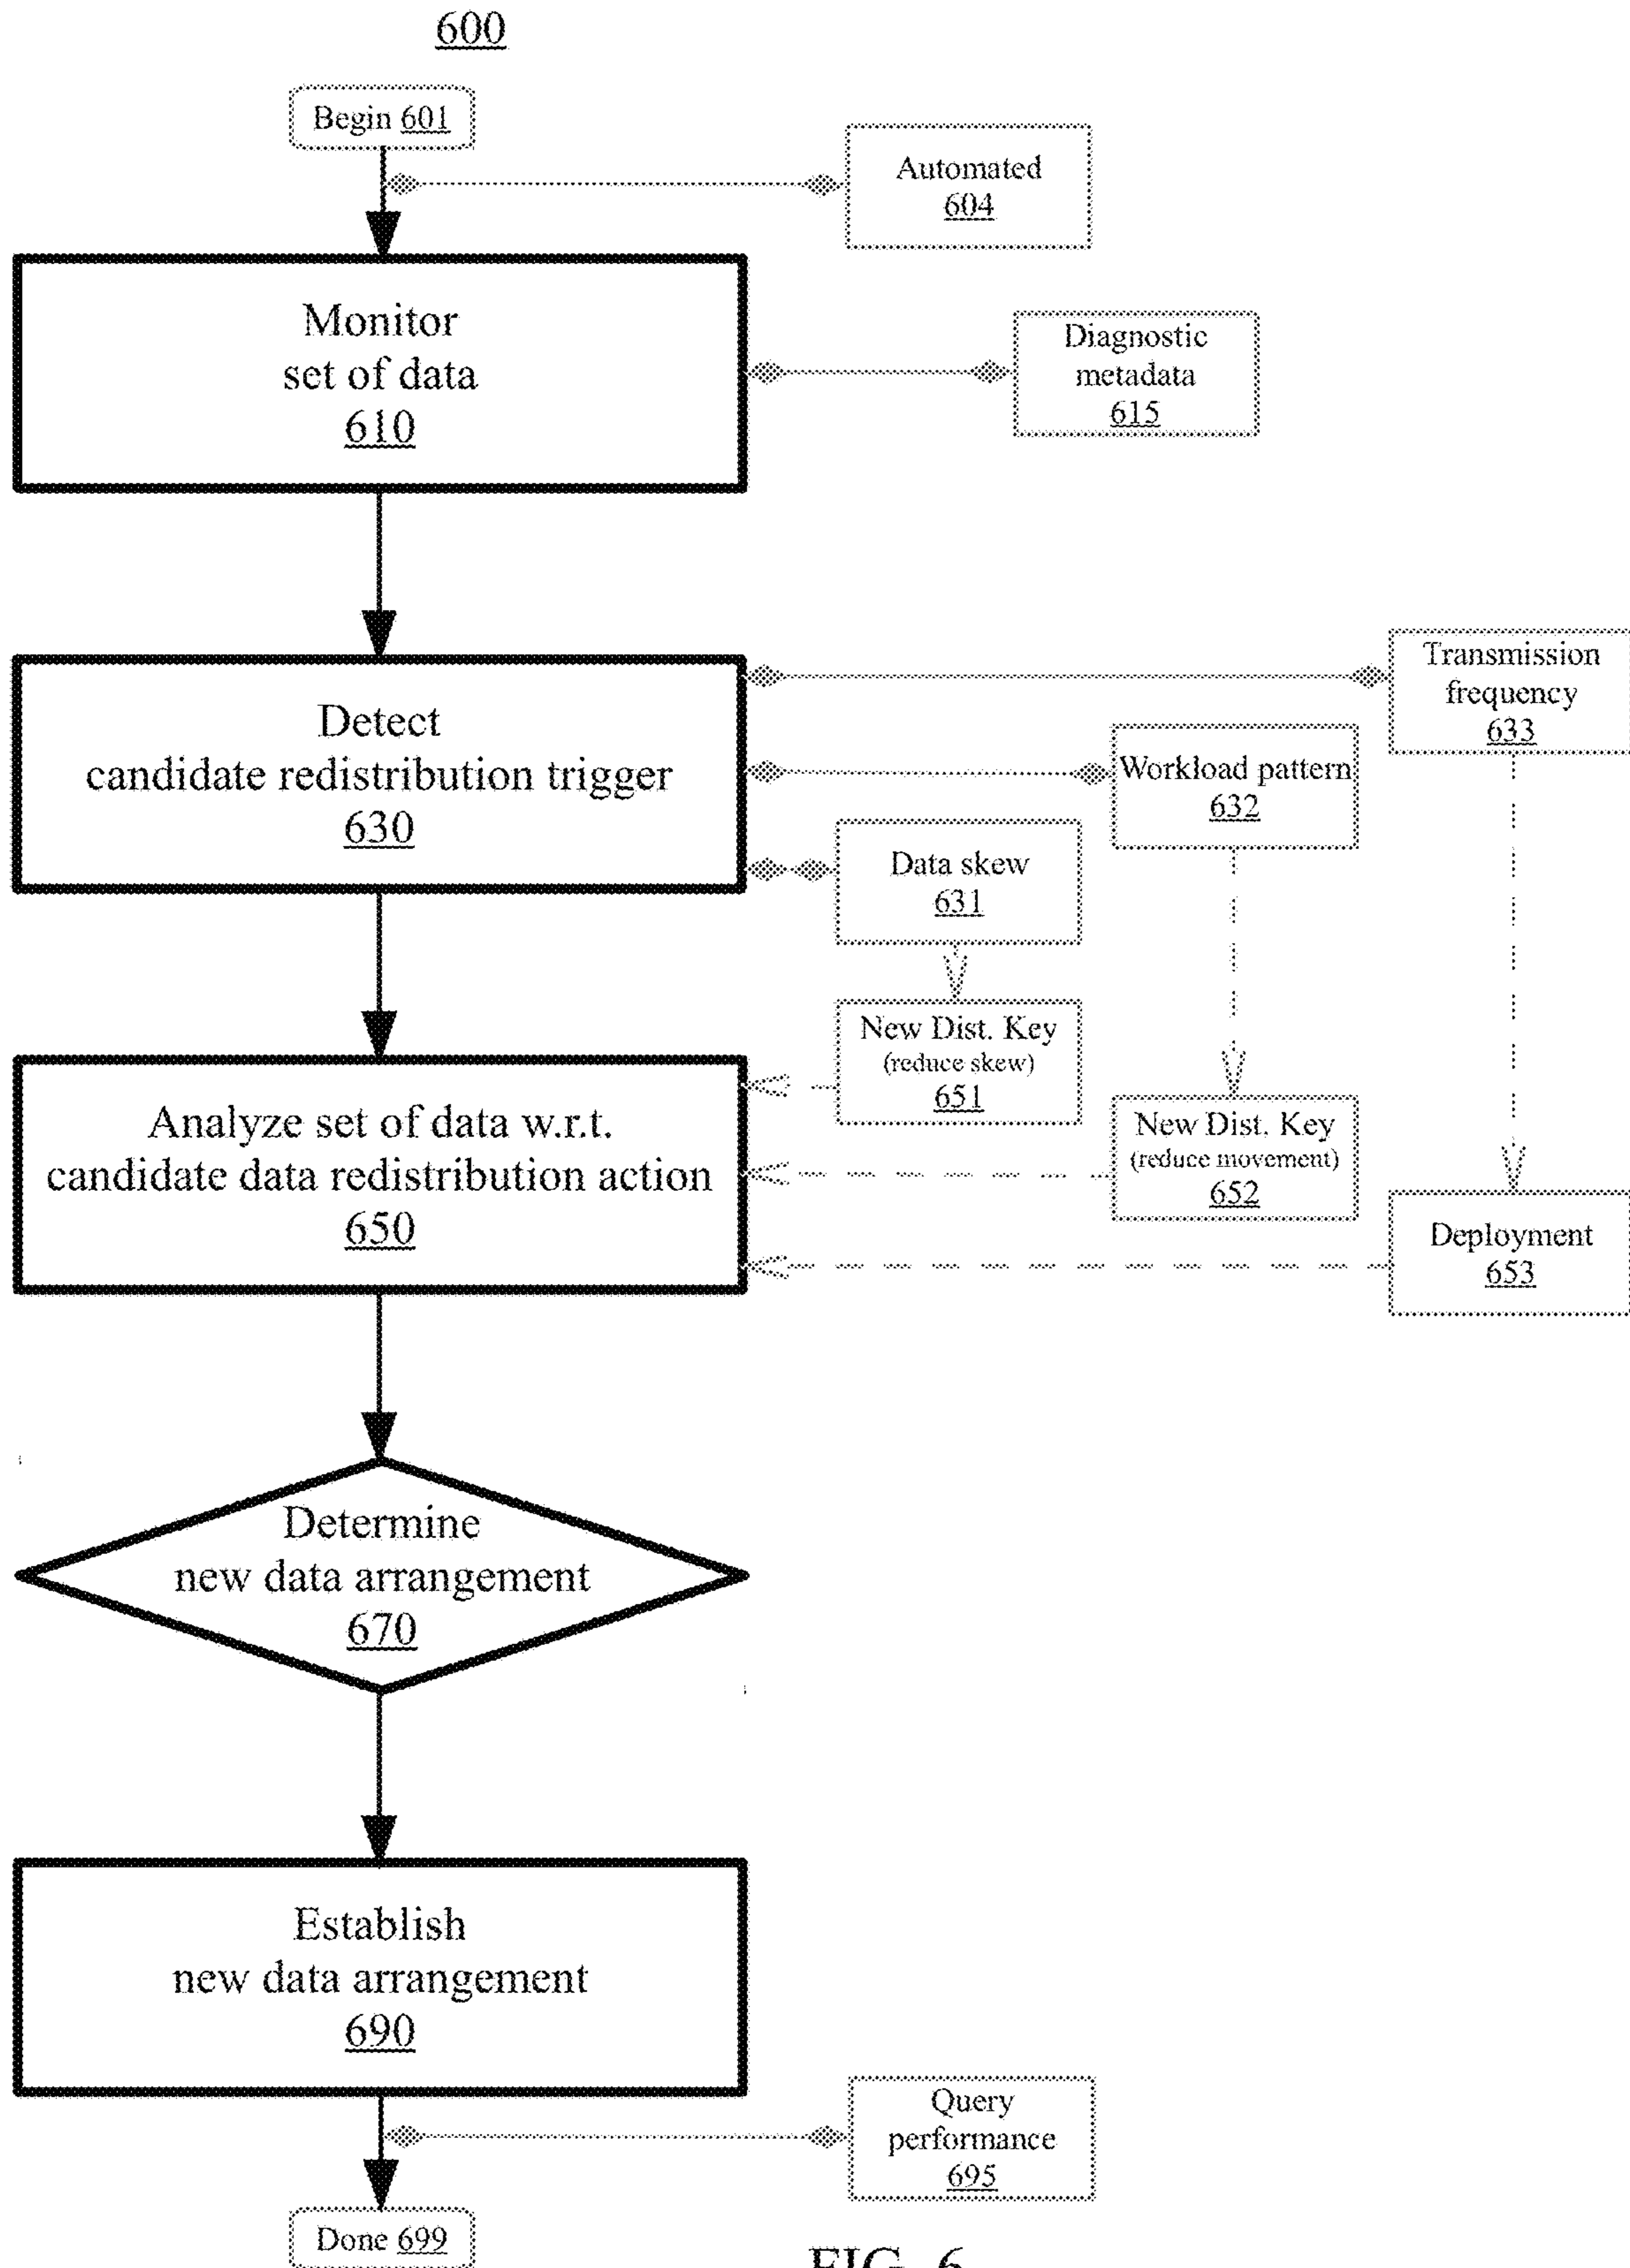 600
Begin 601
Automated
604
Monitor
set of data
610
Diagnostic
metadata
615
Detect
candidate redistribution trigger
630
Transmission
frequency
633
Workload pattern
632
Data skew
631
New Dist. Key
(reduce skew)
651
New Dist. Key
(reduce movement)
652
Deployment
653
Analyze set of data w.r.t.
candidate data redistribution action
650
Determine
new data arrangement
670
Establish
new data arrangement
690
Query
performance
695
Done 699
FIG. 6